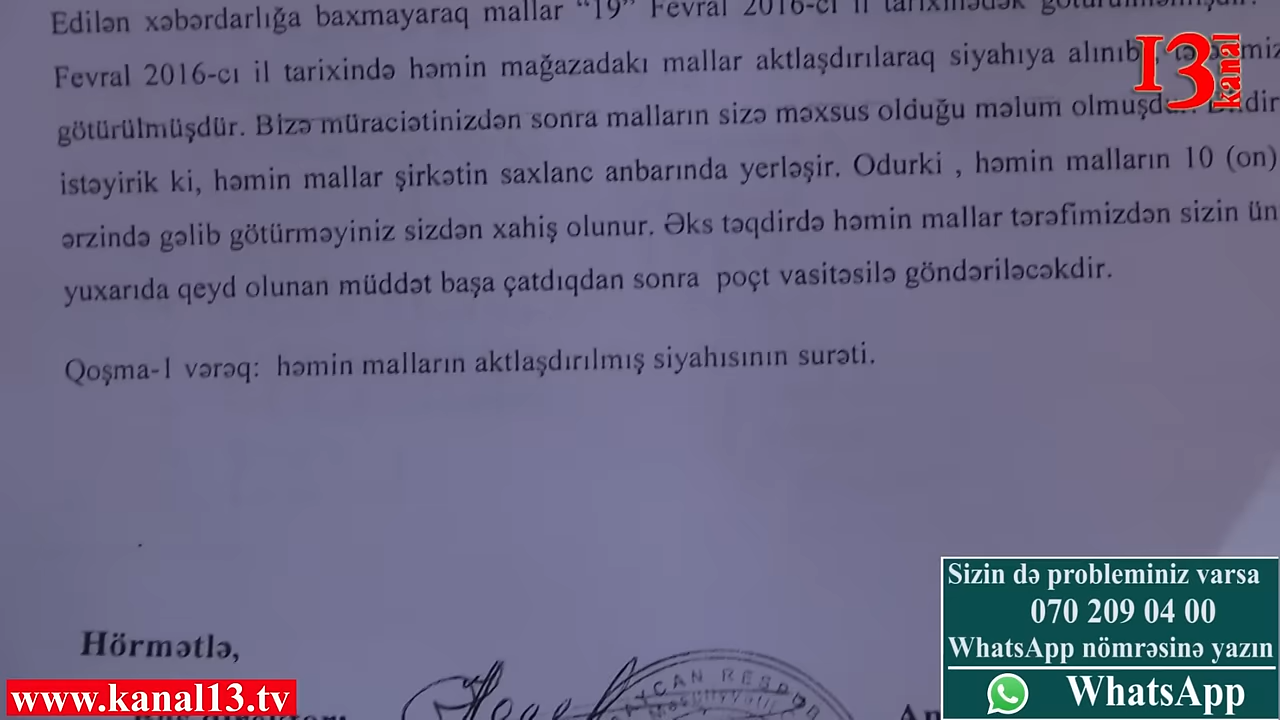 Edilən xəbərdarlığa baxmayaraq mallar “19” Fevral 2016-cı il tarixinədək
Fevral 2016-cı il tarixində həmin mağazadakı mallar aktlaşdırılaraq siyahıya alınıb
götürülmüşdür. Bizə müraciətinizdən sonra malların sizə məxsus olduğu məlum
istəyirik ki, həmin mallar şirkətin saxlanc anbarında yerləşir. Odurki , həmin malların 10 (on)
ərzində gəlib götürməyiniz sizdən xahiş olunur. Əks təqdirdə həmin mallar tərəfimizdən sizin
yuxarıda qeyd olunan müddət başa çatdıqdan sonra poçt vasitəsilə göndəriləcəkdir.
Qoşma-1 vərəq: həmin malların aktlaşdırılmış siyahısının surəti.
Hörmətlə,
13 kanal
www.kanal13.tv
Sizin də probleminiz varsa
070 209 04 00
WhatsApp nömrəsinə yazın
WhatsApp